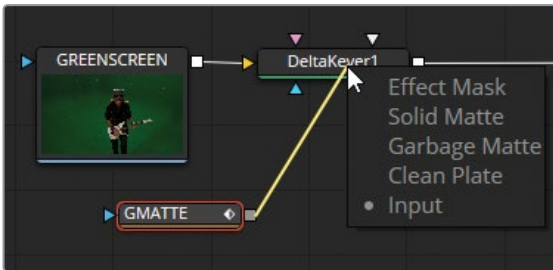 GREENSCREEN
DeltaKeyer1
Effect Mask
Solid Matte
Garbage Matte
Clean Plate
Input
GMATTE